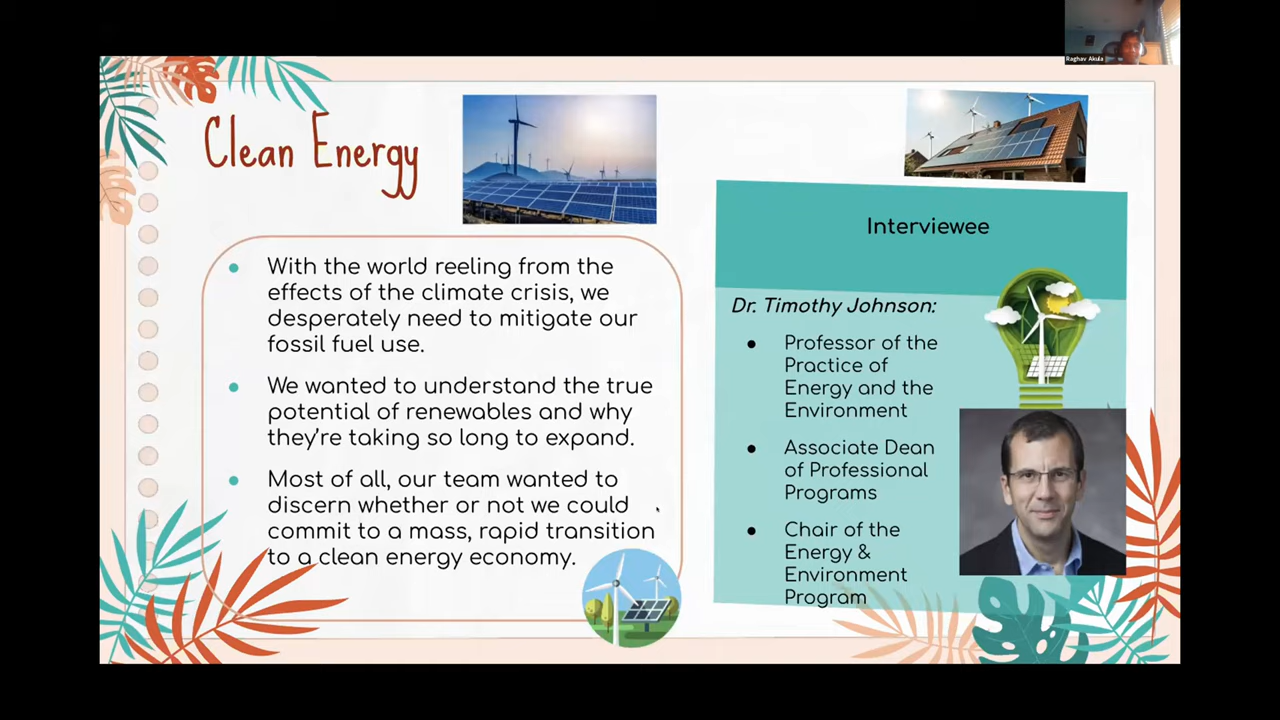 Raghav Akula
Clean Energy
With the world reeling from the
effects of the climate crisis, we
desperately need to mitigate our
fossil fuel use.
We wanted to understand the true
potential of renewables and why
they're taking so long to expand.
Most of all, our team wanted to
discern whether or not we could
commit to a mass, rapid transition
to a clean energy economy.
Interviewee
Dr. Timothy Johnson:
Professor of the
Practice of
Energy and the
Environment
Associate Dean
of Professional
Programs
Chair of the
Energy &
Environment
Program